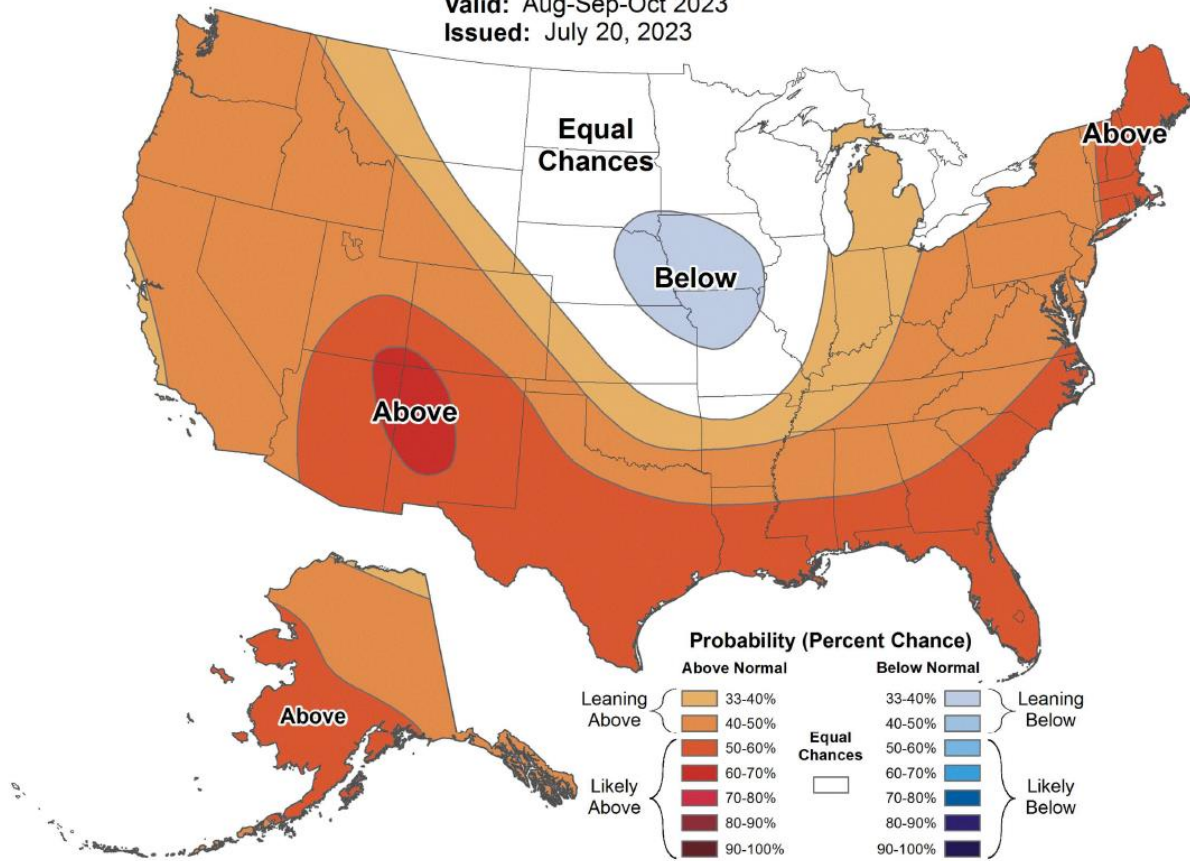 Valid: Aug-Sep-Oct 2023
Issued: July 20, 2023
Equal
Chances
Above
Below
Above
Above
Probability (Percent Chance)
Above Normal
Below Normal
Leaning
Above
33-40%
40-50%
Likely
Above
50-60%
60-70%
70-80%
80-90%
90-100%
Equal
Chances
33-40%
40-50%
Leaning
Below
50-60%
60-70%
70-80%
80-90%
90-100%
Likely
Below